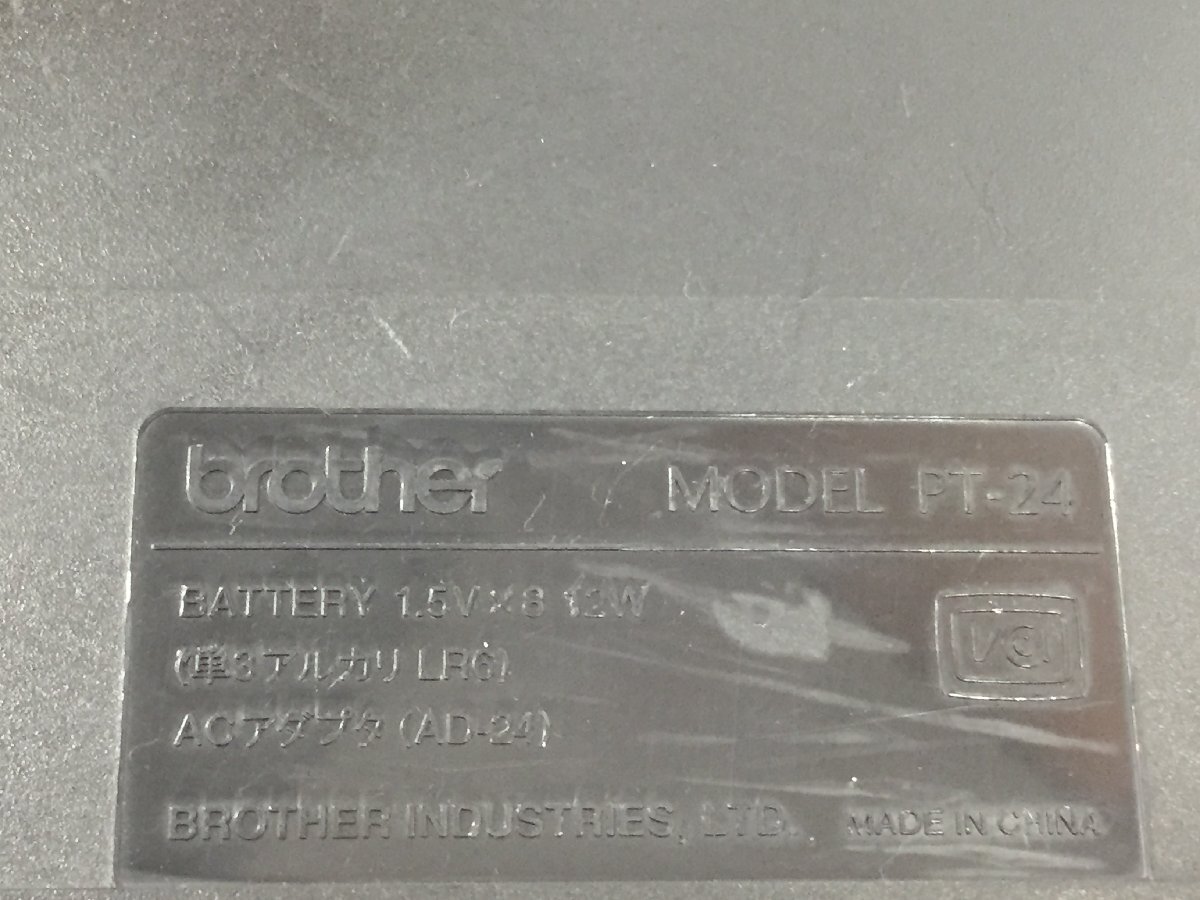 brother MODEL PT-24
BATTERY 1.5V×8 12W
(単3アルカリ LR6)
ACアダプタ (AD-24)
VCI
BROTHER INDUSTRIES, LTD. MADE IN CHINA